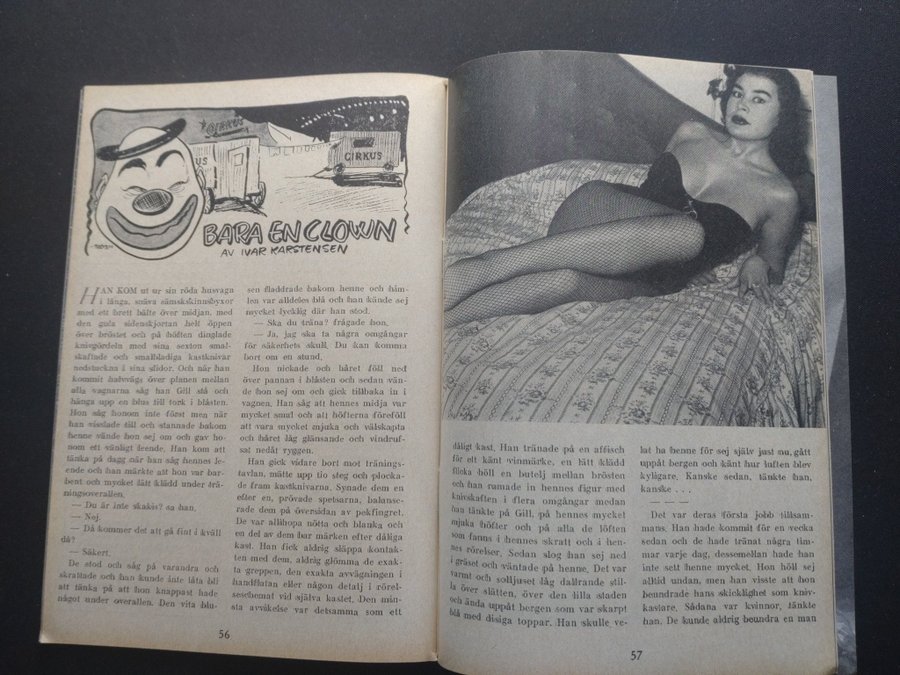 CIRKUS
US
CIRKUS
BARA EN CLOWN
AV IVAR KARSTENSEN
HAN KOM ut ur sin röda husvagn
i långa, snäva sämskskinnsbyxor
med ett brett bälte över midjan, med
den gula sidenskjortan helt öppen
över bröstet och på höften dinglade
knivgördeln med sina sexton smal-
skaftade och smalbladiga kastknivar
nedstuckna i sina slidor. Och när han
kommit halvvägs över planen mellan
alla vagnarna såg han Gill stå och
hänga upp en blus till tork i blåsten.
Hon såg honom inte först men när
han visslade till och stannade bakom
henne vände hon sej om och gav ho-
nom ett vänligt leende. Han kom att
tänka på dagg när han såg hennes le-
ende och han märkte att hon var bar-
bent och mycket lätt klädd under trä-
ningsoverallen.
— Du är inte skakis? sa han.
— Nej.
— Då kommer det att gå fint i kväll
då?
— Säkert.
De stod och såg på varandra och
skrattade och han kunde inte låta bli
att tänka på att hon knappast hade
något under overallen. Den vita blu-
sen fladdrade bakom henne och him-
len var alldeles blå och han kände sej
mycket lycklig där han stod.
— Ska du träna? frågade hon.
— Ja, jag ska ta några omgångar
för säkerhets skull. Du kan komma
bort om en stund.
Hon nickade och håret föll ned
över pannan i blåsten och sedan vän-
de hon sej om och gick tillbaka in i
vagnen. Han såg att hennes midja var
mycket smal och att höfterna föreföll
att vara mycket mjuka och välskapta
och håret låg glänsande och vindruf-
sat nedåt ryggen.
Han gick vidare bort mot tränings-
tavlan, mätte upp tio steg och plocka-
de fram kastknivarna. Synade dem en
efter en, prövade spetsarna, balanse-
rade dem på översidan av pekfingret.
De var allihopa nötta och blanka och
en del av dem bar märken efter dåliga
kast. Han fick aldrig släppa kontak-
ten med dem, aldrig glömma de exak-
ta greppen, den exakta avvägningen i
handflatan eller någon detalj i rörel-
seschemat vid själva kastet. Den min-
sta avvikelse var detsamma som ett
56
dåligt kast. Han tränade på en affisch
för ett känt vinmärke, en lätt klädd
flicka höll en butelj mellan brösten
och han ramade in hennes figur med
knivskaften i flera omgångar medan
han tänkte på Gill, på hennes mycket
mjuka höfter och på alla de löften
som fanns i hennes skratt och i hen-
nes rörelser. Sedan slog han sej ned
i gräset och väntade på henne. Det var
varmt och solljuset låg dallrande stil-
la över slätten, över den lilla staden
och ända uppåt bergen som var skarpt
blå med disiga toppar. Han skulle ve-
lat ha henne för sej själv just nu, gått
uppåt bergen och känt hur luften blev
kyligare. Kanske sedan, tänkte han,
kanske . . .
— — —
Det var deras första jobb tillsam-
mans. Han hade kommit för en vecka
sedan och de hade tränat några tim-
mar varje dag, dessemellan hade han
inte sett henne mycket. Hon höll sej
alltid undan, men han visste att hon
beundrade hans skicklighet som kniv-
kastare. Sådana var kvinnor, tänkte
han. De kunde aldrig beundra en man
57